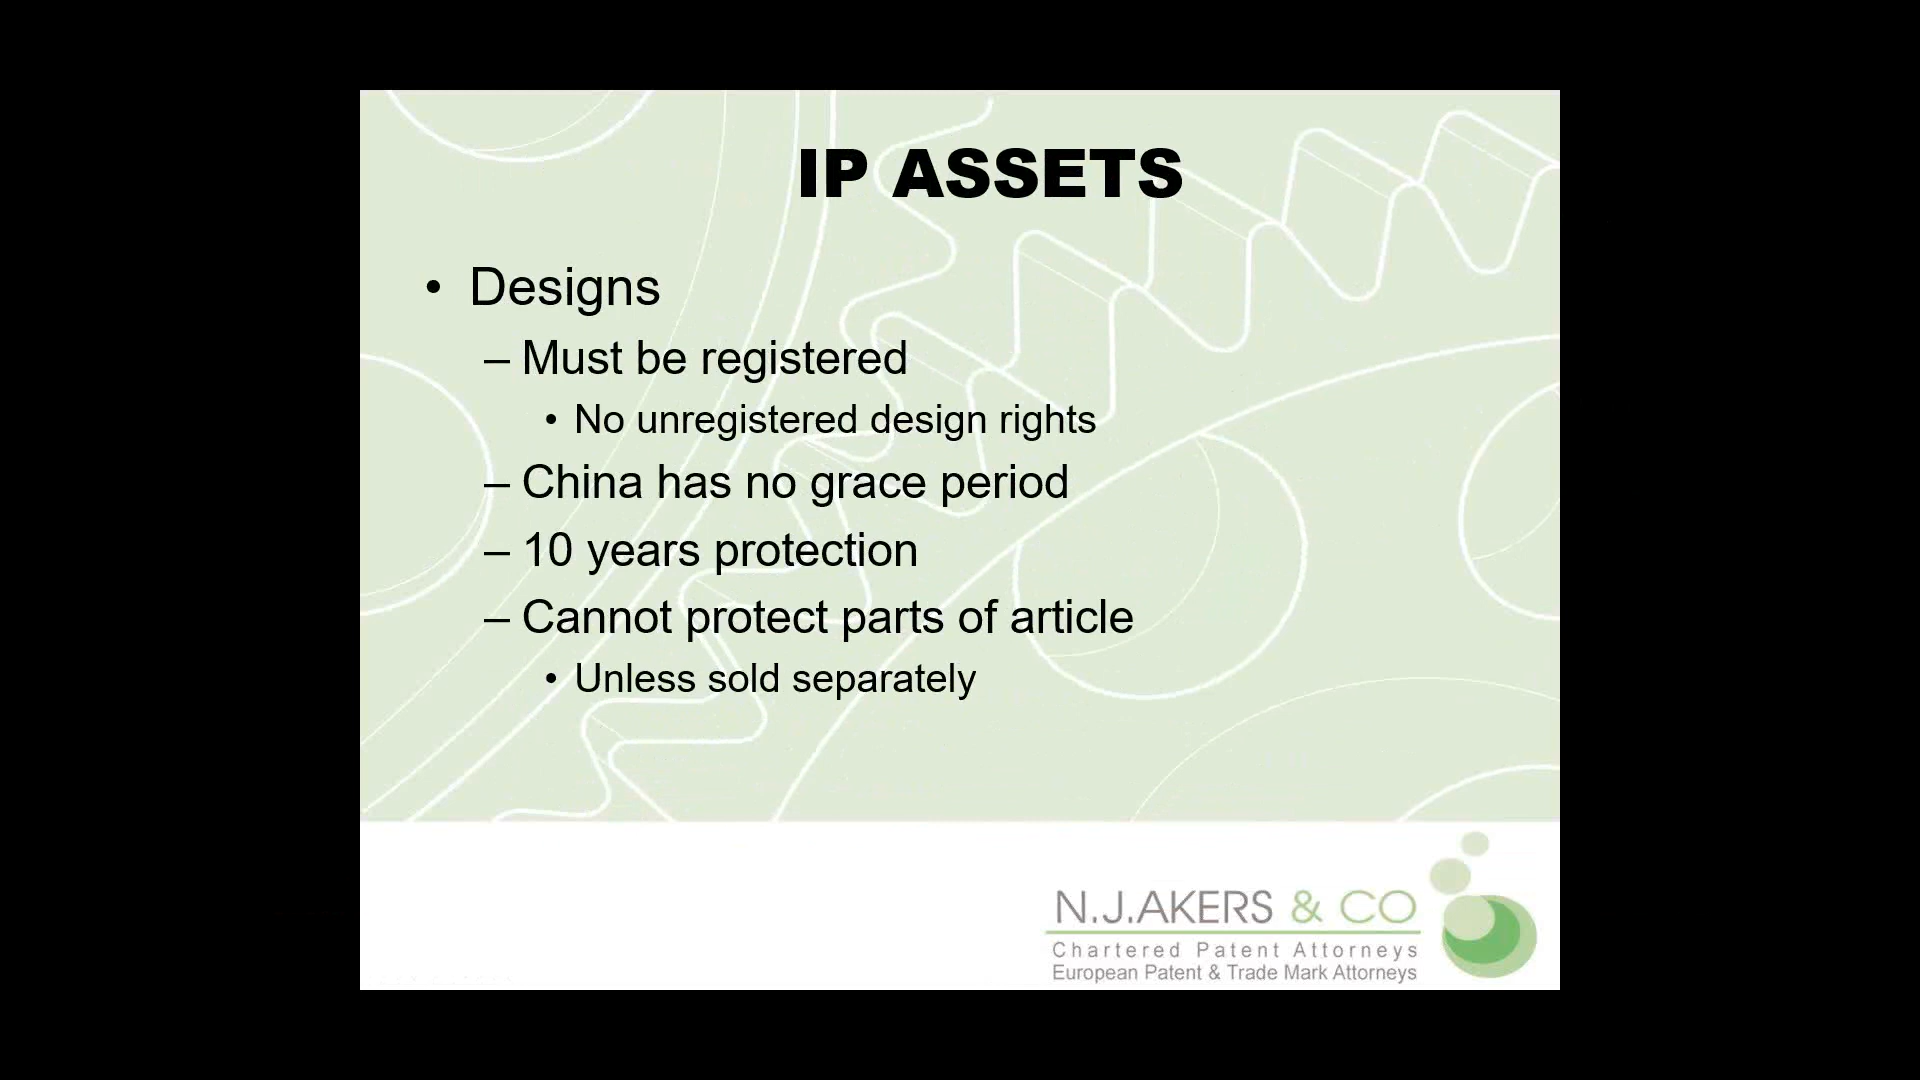 IP ASSETS
• Designs
– Must be registered
• No unregistered design rights
– China has no grace period
– 10 years protection
– Cannot protect parts of article
• Unless sold separately
N.J.AKERS & CO
Chartered Patent Attorneys
European Patent & Trade Mark Attorneys